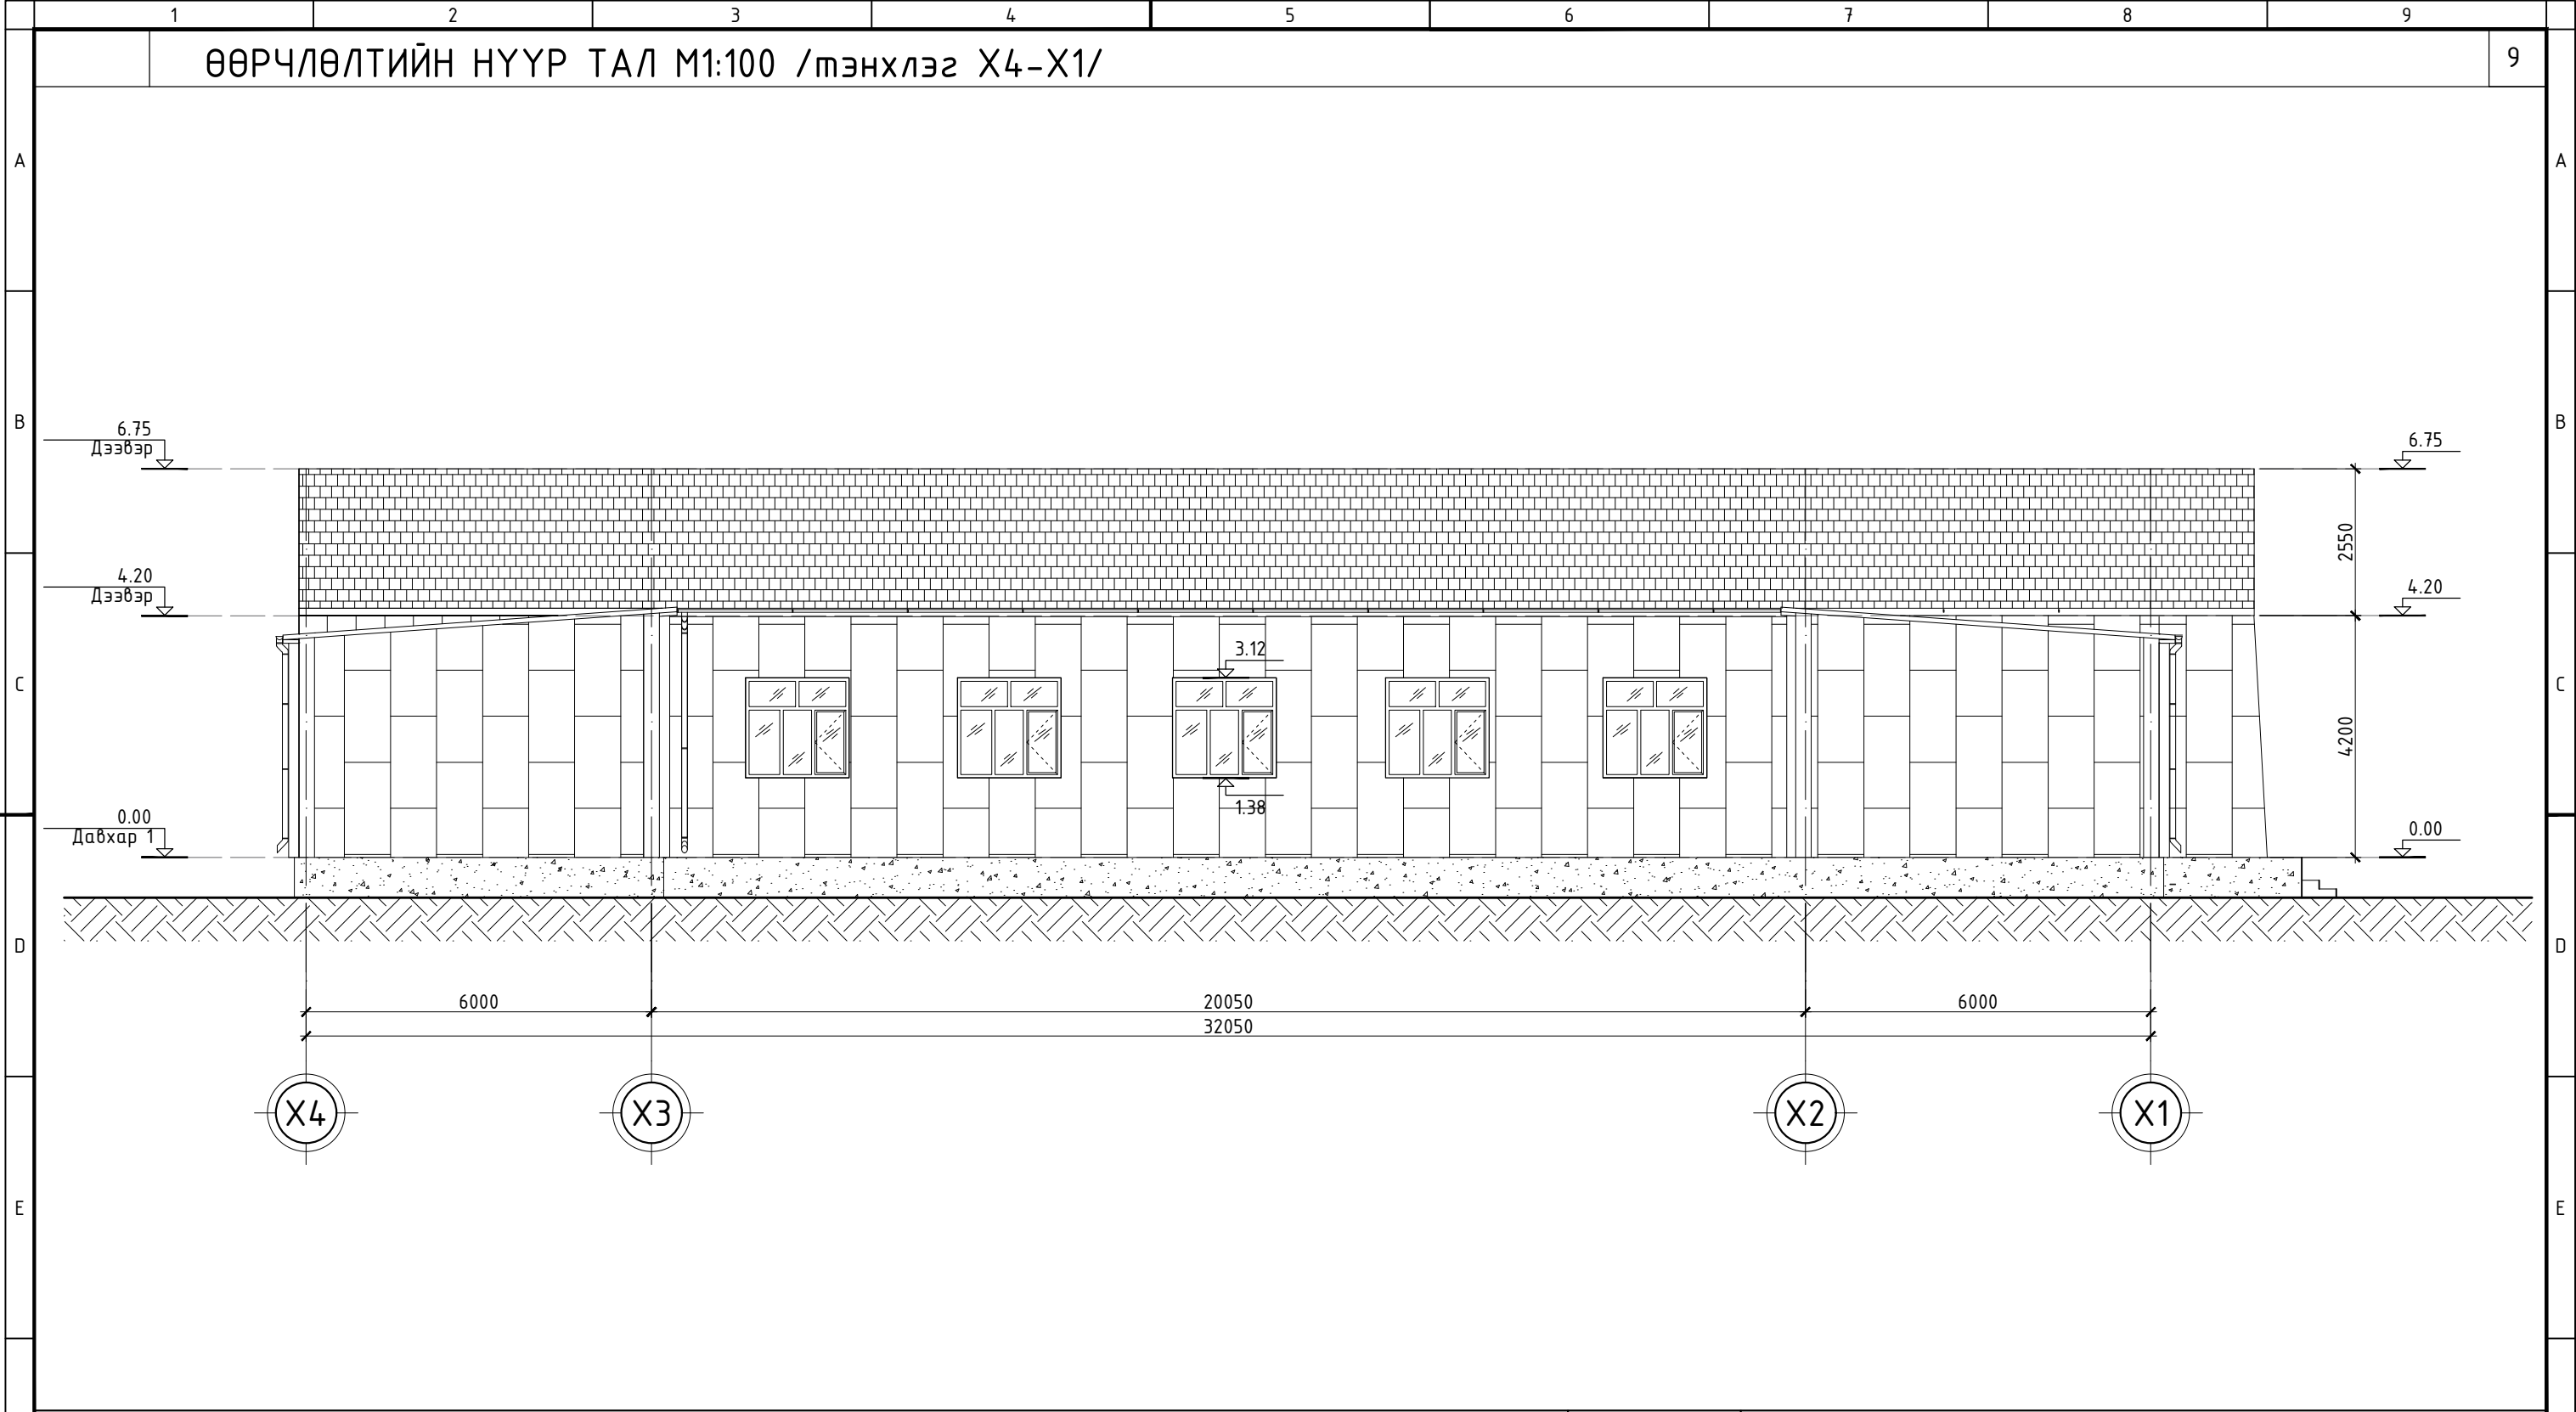 1 2 3 4 5 6 7 8 9
ӨӨРЧЛӨЛТИЙН НҮҮР ТАЛ М1:100 /тэнхлэг X4-X1/
9
A A
B B
6.75
Дээвэр
6.75
2550
4.20
Дээвэр
4.20
3.12
C C
4200
1.38
0.00
Давхар 1
0.00
D D
6000 20050 6000
32050
X4 X3 X2 X1
E E